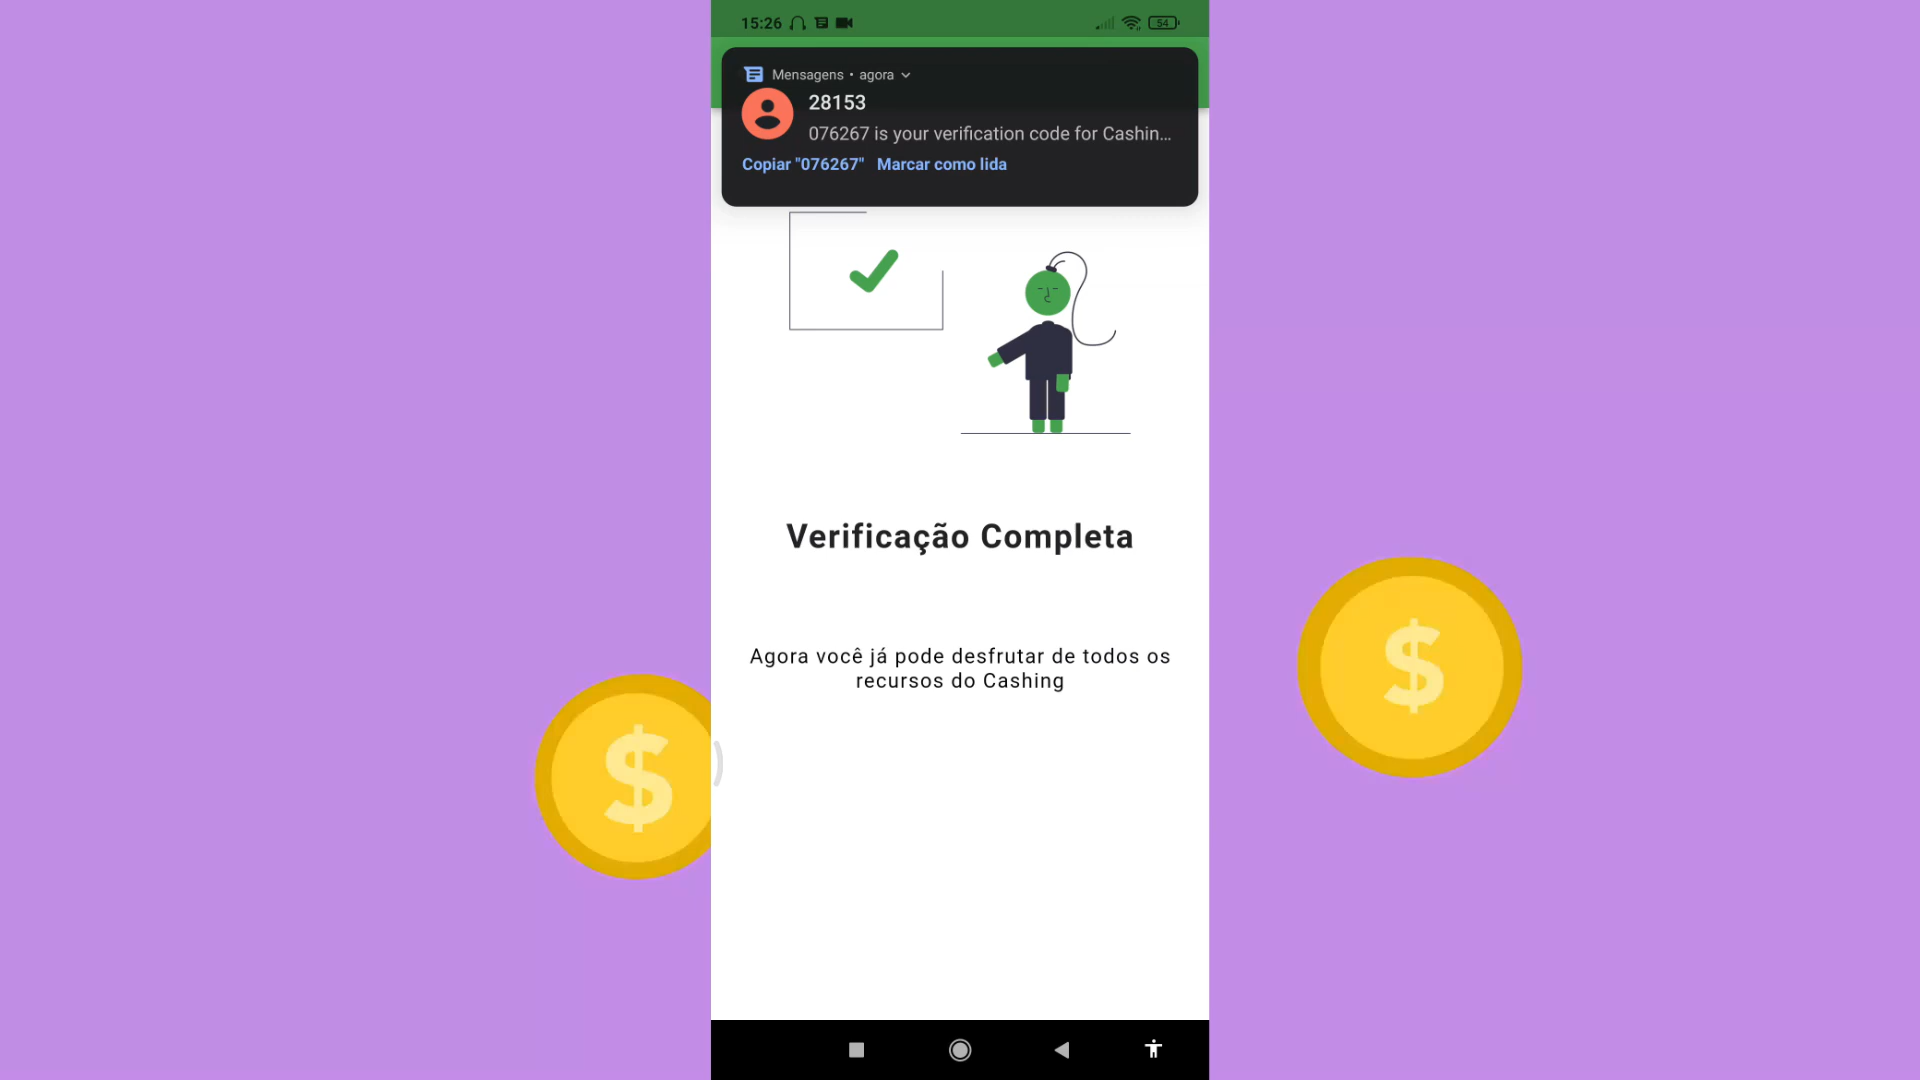 15:26
54
Mensagens • agora
28153
076267 is your verification code for Cashin...
Copiar "076267" Marcar como lida
Verificação Completa
Agora você já pode desfrutar de todos os
recursos do Cashing
$
$